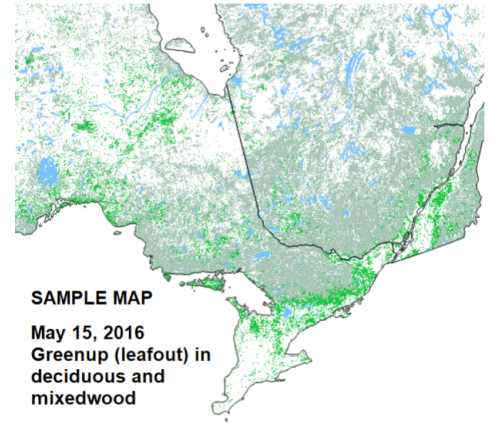 SAMPLE MAP
May 15, 2016
Greenup (leafout) in
deciduous and
mixedwood